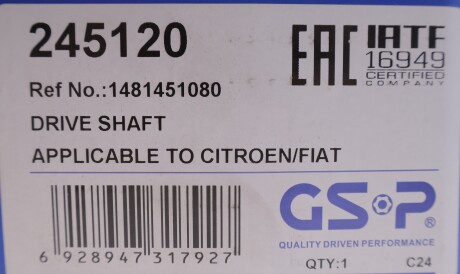 245120
EAC
IATF
16949
CERTIFIED
COMPANY
Ref No.:1481451080
DRIVE SHAFT
APPLICABLE TO CITROEN/FIAT
GSP®
QUALITY DRIVEN PERFORMANCE
6 928947 317927
QTY:1 C24